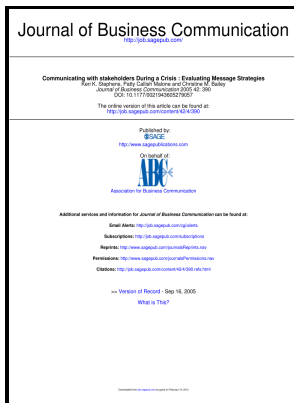 Journal of Business Communication
http://job.sagepub.com/
Communicating with stakeholders During a Crisis : Evaluating Message Strategies
Keri K. Stephens, Patty Callish Malone and Christine M. Bailey
Journal of Business Communication 2005 42: 390
DOI: 10.1177/0021943605279057
The online version of this article can be found at:
http://job.sagepub.com/content/42/4/390
Published by:
SAGE
http://www.sagepublications.com
On behalf of:
ABC
Association for Business Communication
Additional services and information for Journal of Business Communication can be found at:
Email Alerts: http://job.sagepub.com/cgi/alerts
Subscriptions: http://job.sagepub.com/subscriptions
Reprints: http://www.sagepub.com/journalsReprints.nav
Permissions: http://www.sagepub.com/journalsPermissions.nav
Citations: http://job.sagepub.com/content/42/4/390.refs.html
>> Version of Record - Sep 16, 2005
What is This?